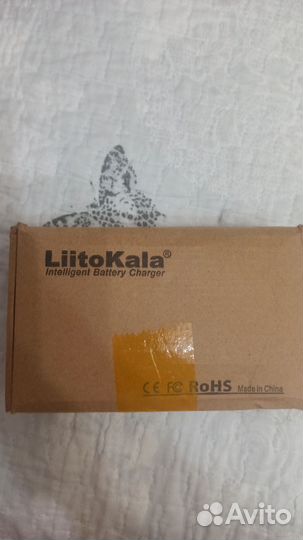 LiitoKala®
Intelligent Battery Charger
CE FC RoHS Made in China
Avito